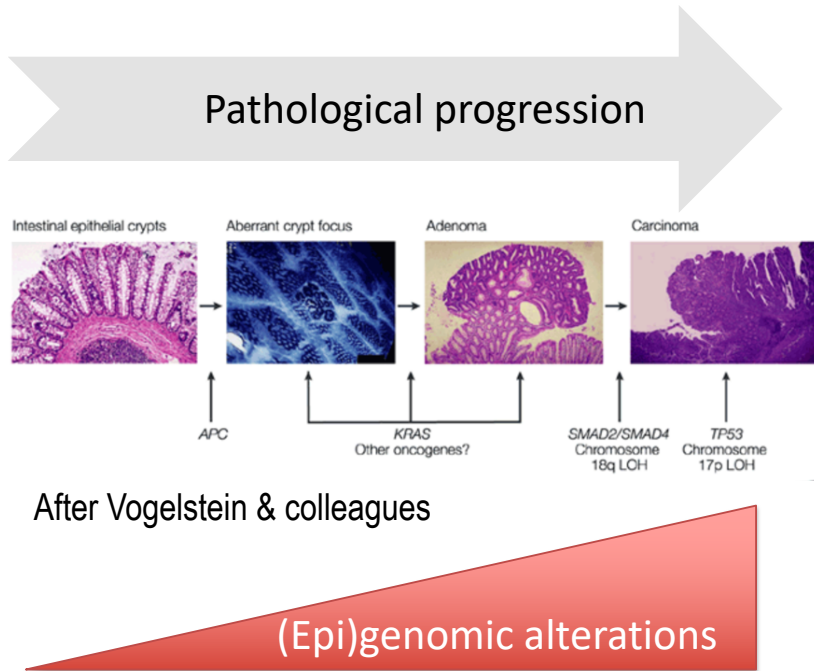 Pathological progression
Intestinal epithelial crypts
Aberrant crypt focus
Adenoma
Carcinoma
APC
KRAS
Other oncogenes?
SMAD2/SMAD4
Chromosome
18q LOH
TP53
Chromosome
17p LOH
After Vogelstein & colleagues
(Epi)genomic alterations